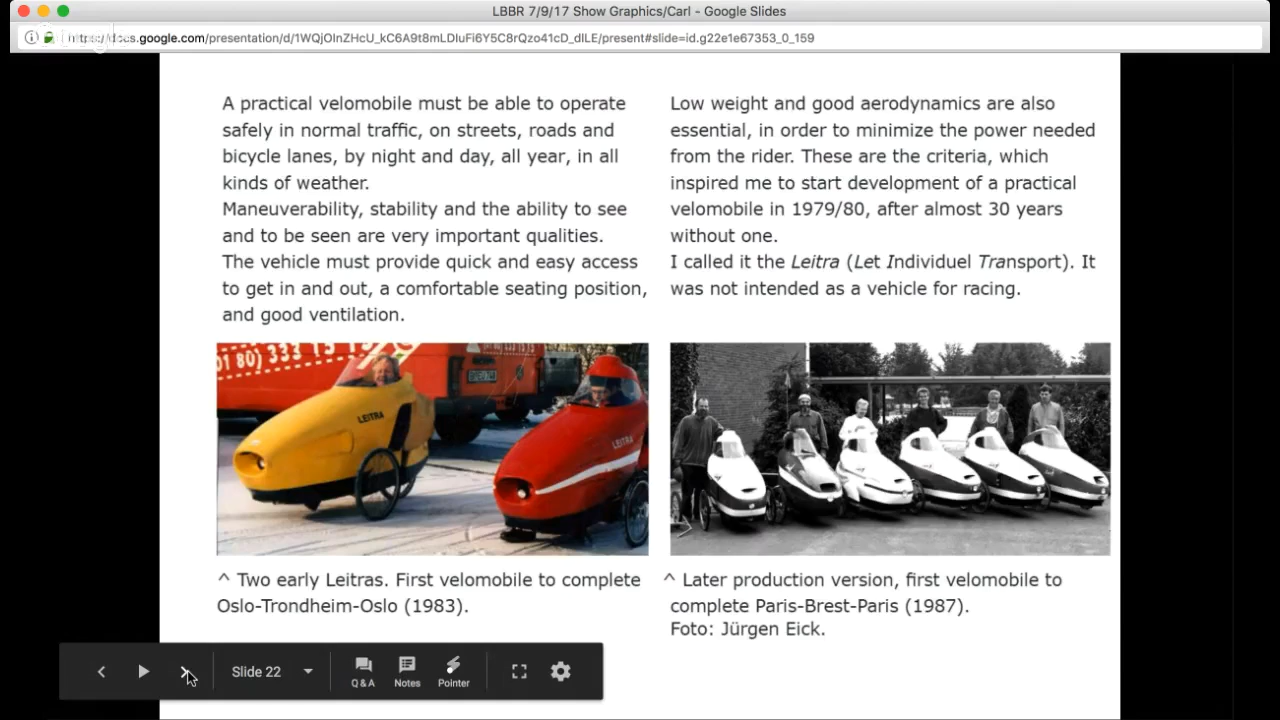 LBBR 7/9/17 Show Graphics/Carl - Google Slides
https://docs.google.com/presentation/d/1WQjOInZHcU_kC6A9t8mLDIuFi6Y5C8rQzo41cD_dILE/present#slide=id.g22e1e67353_0_159
A practical velomobile must be able to operate
safely in normal traffic, on streets, roads and
bicycle lanes, by night and day, all year, in all
kinds of weather.
Maneuverability, stability and the ability to see
and to be seen are very important qualities.
The vehicle must provide quick and easy access
to get in and out, a comfortable seating position,
and good ventilation.
Low weight and good aerodynamics are also
essential, in order to minimize the power needed
from the rider. These are the criteria, which
inspired me to start development of a practical
velomobile in 1979/80, after almost 30 years
without one.
I called it the Leitra (Let Individuel Transport). It
was not intended as a vehicle for racing.
01 80) 333
LEITRA
LEITRA
^ Two early Leitras. First velomobile to complete
Oslo-Trondheim-Oslo (1983).
^ Later production version, first velomobile to
complete Paris-Brest-Paris (1987).
Foto: Jürgen Eick.
Slide 22
Q & A
Notes
Pointer